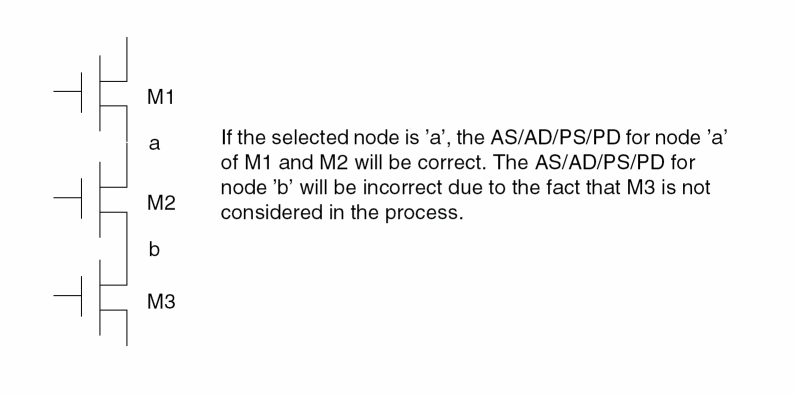 M1
a
If the selected node is 'a', the AS/AD/PS/PD for node 'a'
of M1 and M2 will be correct. The AS/AD/PS/PD for
node 'b' will be incorrect due to the fact that M3 is not
considered in the process.
M2
b
M3